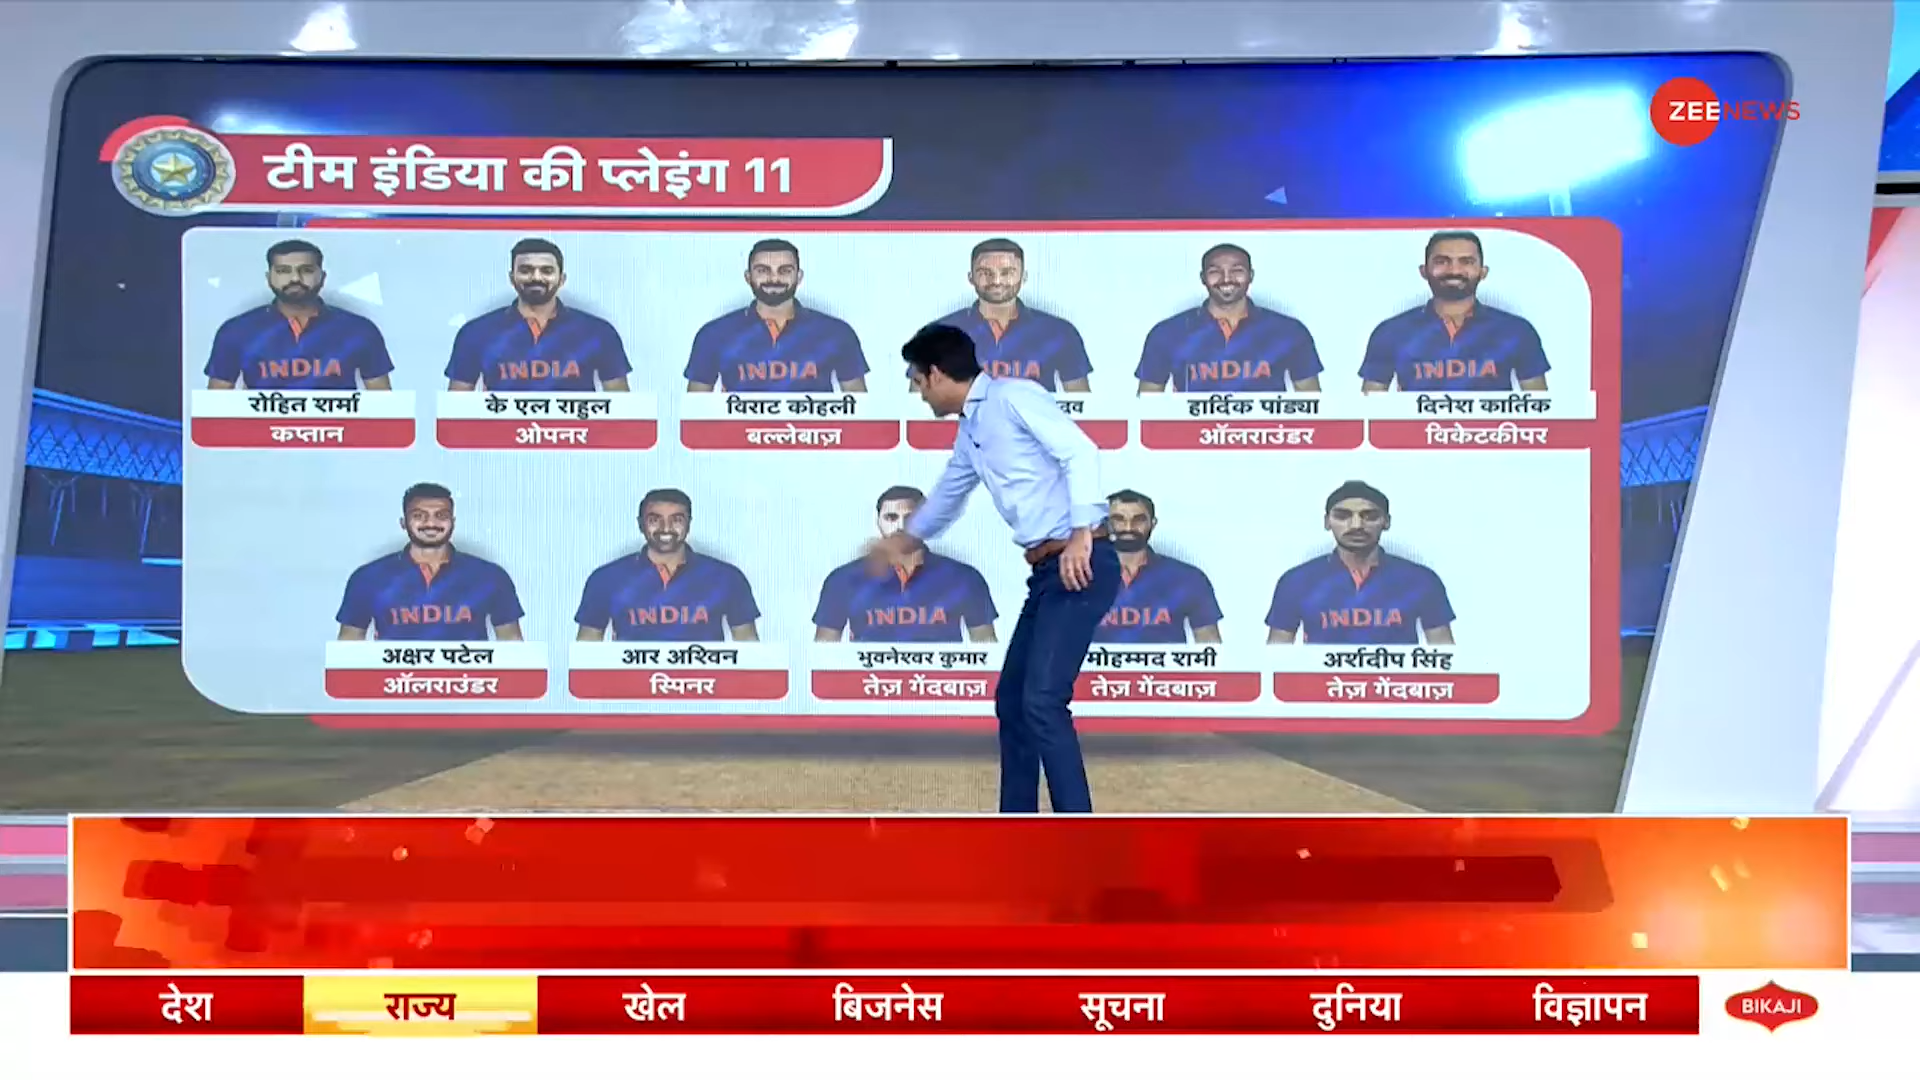 ZEENEWS
टीम इंडिया की प्लेइंग 11
INDIA INDIA INDIA INDIA INDIA
रोहित शर्मा के एल राहुल विराट कोहली हार्दिक पांड्या दिनेश कार्तिक
कप्तान ओपनर बल्लेबाज़ ऑलराउंडर विकेटकीपर
INDIA INDIA INDIA INDIA
अक्षर पटेल आर अश्विन भुवनेश्वर कुमार मोहम्मद शमी अर्शदीप सिंह
ऑलराउंडर स्पिनर तेज़ गेंदबाज़ तेज़ गेंदबाज़ तेज़ गेंदबाज़
देश राज्य खेल बिजनेस सूचना दुनिया विज्ञापन BIKAJI